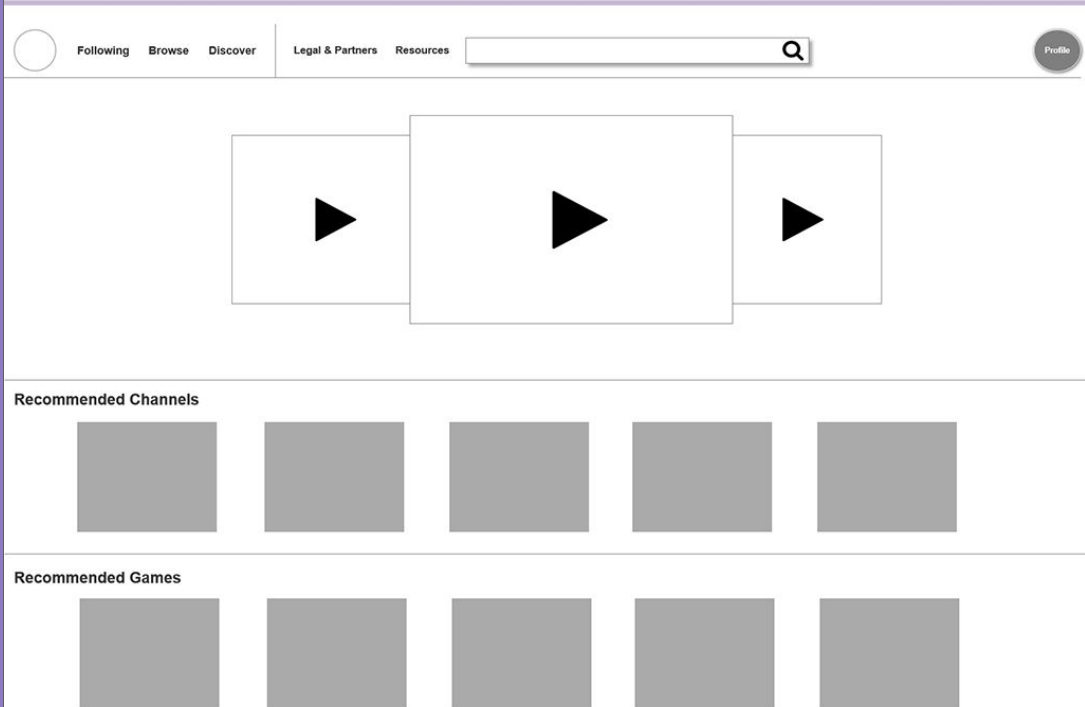 Following Browse Discover Legal & Partners Resources Profile
Recommended Channels
Recommended Games